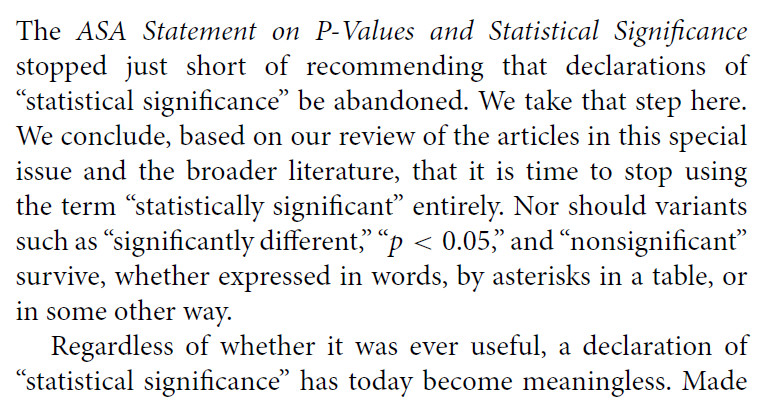 The ASA Statement on P-Values and Statistical Significance
stopped just short of recommending that declarations of
“statistical significance” be abandoned. We take that step here.
We conclude, based on our review of the articles in this special
issue and the broader literature, that it is time to stop using
the term “statistically significant” entirely. Nor should variants
such as “significantly different,” “p < 0.05,” and “nonsignificant”
survive, whether expressed in words, by asterisks in a table, or
in some other way.
Regardless of whether it was ever useful, a declaration of
“statistical significance” has today become meaningless. Made